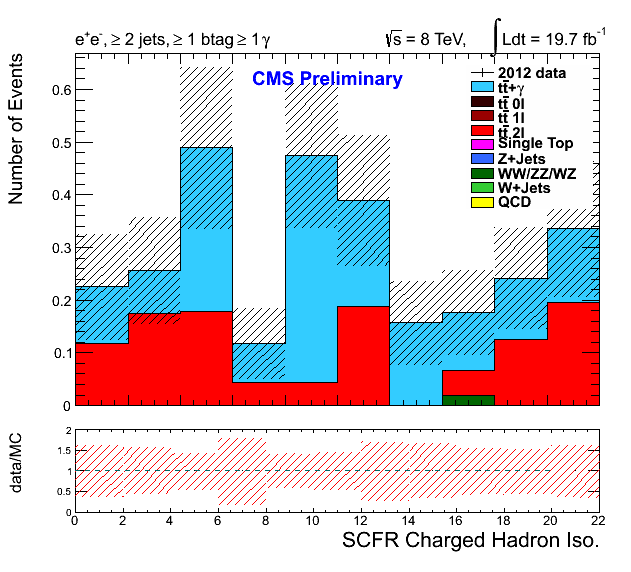 e⁺e⁻, ≥ 2 jets, ≥ 1 btag ≥ 1 γ √s = 8 TeV, ∫ Ldt = 19.7 fb⁻¹
CMS Preliminary
2012 data
tt̄+γ
tt̄ 0l
tt̄ 1l
tt̄ 2l
Single Top
Z+Jets
WW/ZZ/WZ
W+Jets
QCD
Number of Events
0.6
0.5
0.4
0.3
0.2
0.1
0
data/MC
2
1.5
1
0.5
0
0 2 4 6 8 10 12 14 16 18 20 22
SCFR Charged Hadron Iso.